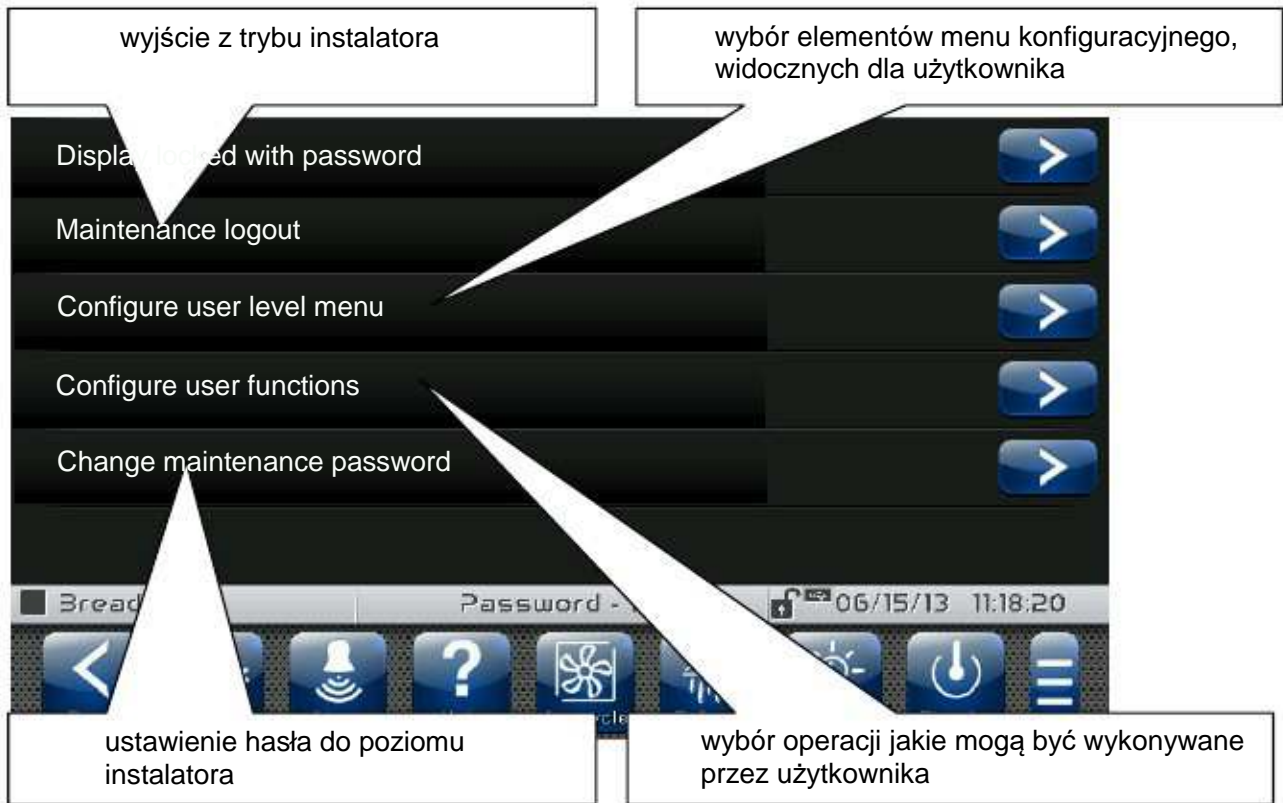 wyjście z trybu instalatora
wybór elementów menu konfiguracyjnego,
widocznych dla użytkownika
with password
Maintenance logout
Configure user level menu
Configure user functions
Change maintenance password
Password -
06/15/13 11:18:20
?
ustawienie hasła do poziomu
instalatora
wybór operacji jakie mogą być wykonywane
przez użytkownika